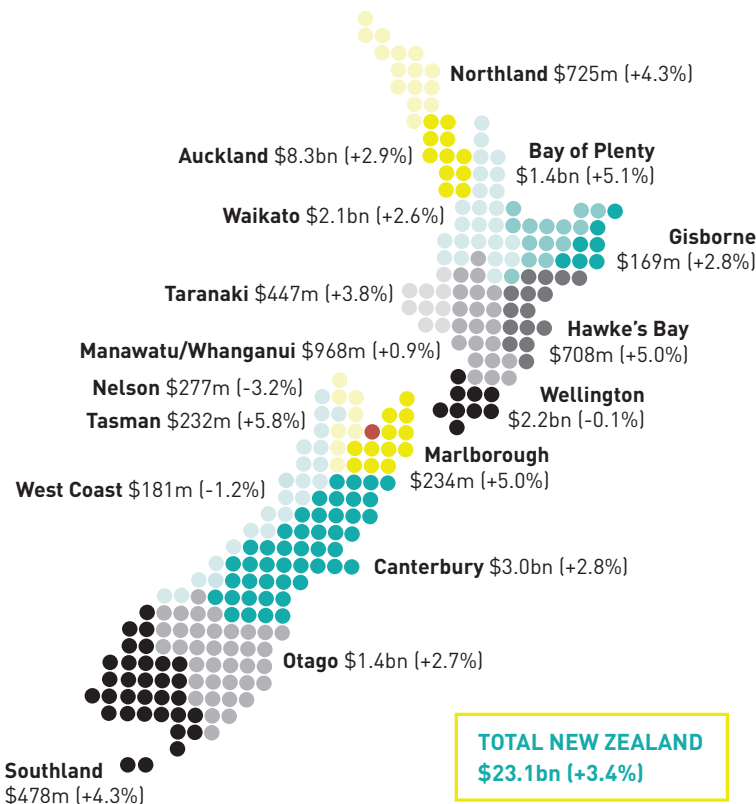 Northland $725m (+4.3%)
Auckland $8.3bn (+2.9%)
Bay of Plenty
$1.4bn (+5.1%)
Waikato $2.1bn (+2.6%)
Gisborne
$169m (+2.8%)
Taranaki $447m (+3.8%)
Hawke's Bay
$708m (+5.0%)
Manawatu/Whanganui $968m (+0.9%)
Nelson $277m (-3.2%)
Wellington
$2.2bn (-0.1%)
Tasman $232m (+5.8%)
Marlborough
$234m (+5.0%)
West Coast $181m (-1.2%)
Canterbury $3.0bn (+2.8%)
Otago $1.4bn (+2.7%)
TOTAL NEW ZEALAND
$23.1bn (+3.4%)
Southland
$478m (+4.3%)